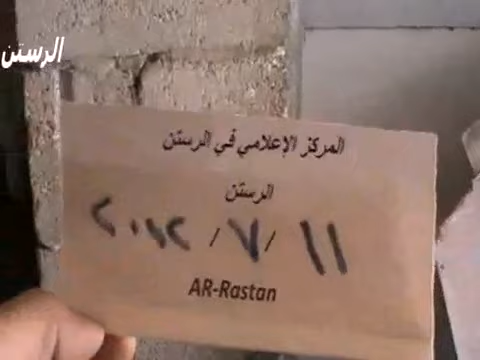 الرستن
المركز الإعلامي في الرستن
الرستن
٢٠١٢ / ٧ / ١١
AR-Rastan